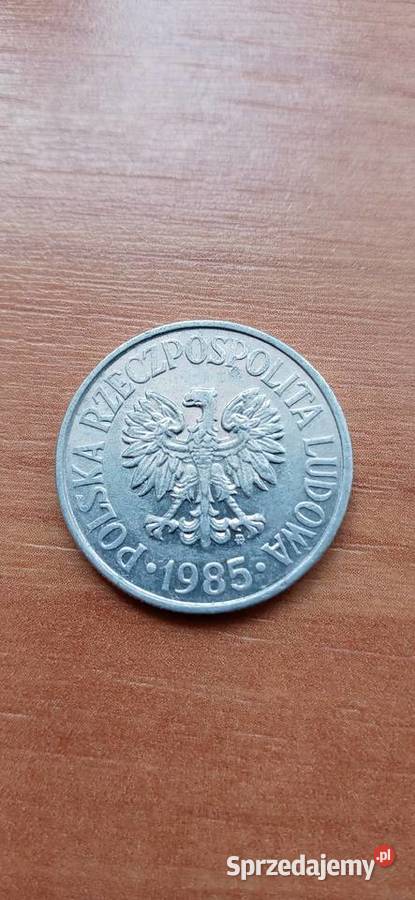 POLSKA RZECZPOSPOLITA LUDOWA
· 1985 ·
Sprzedajemy.pl